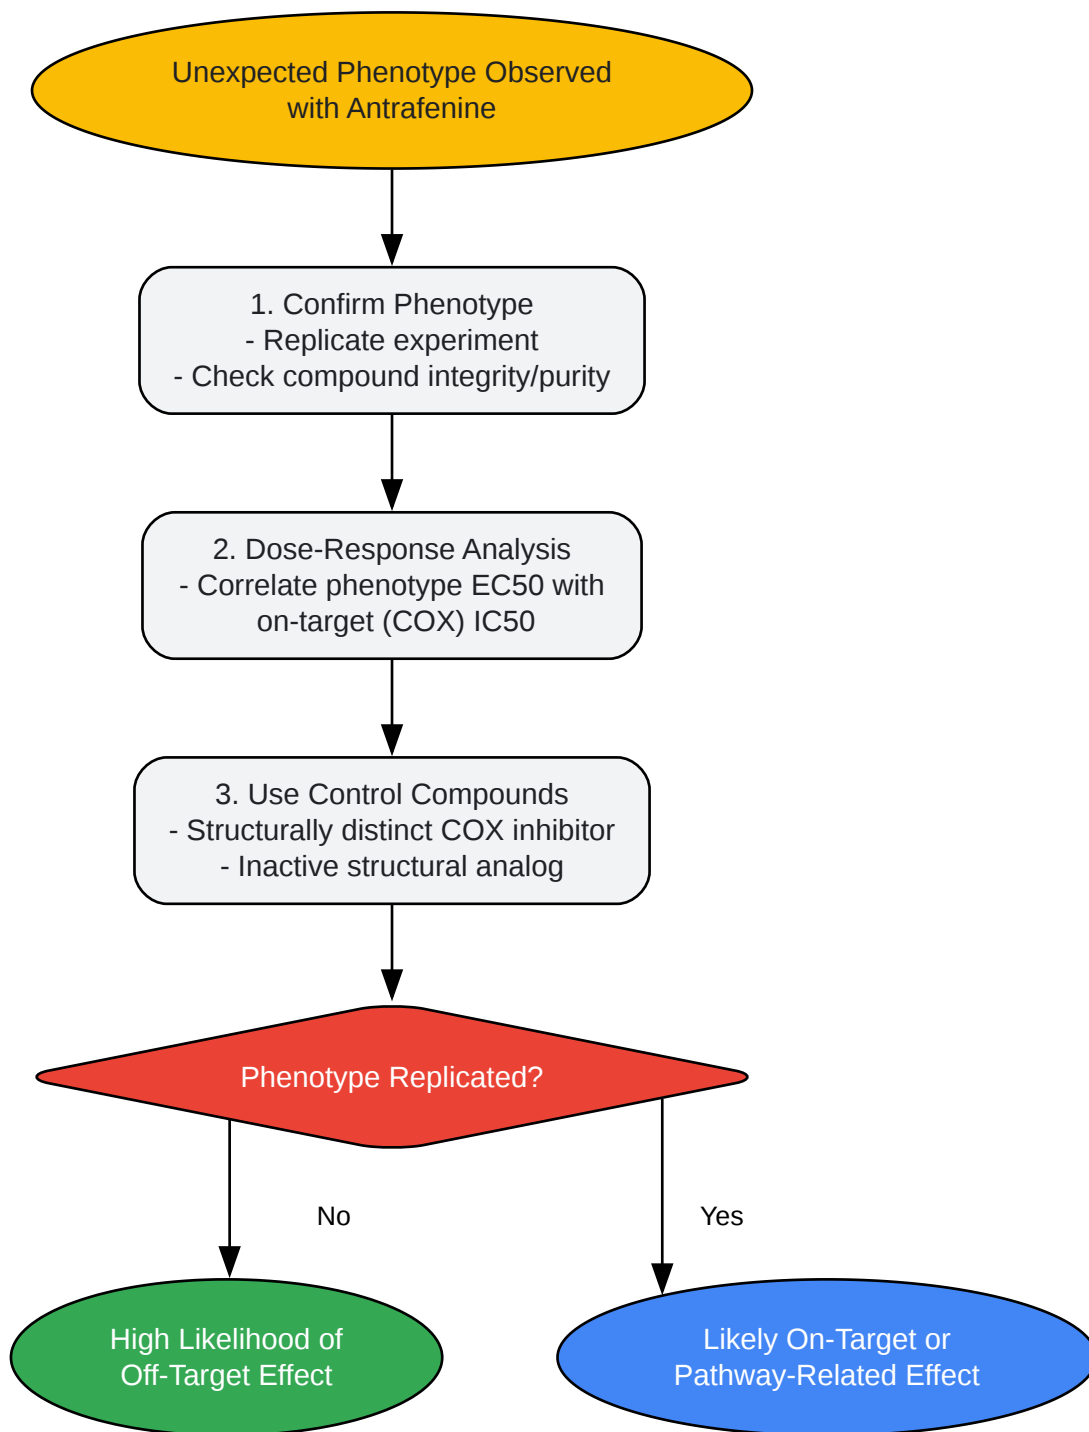 Unexpected Phenotype Observed
with Antrafenine
1. Confirm Phenotype
- Replicate experiment
- Check compound integrity/purity
2. Dose-Response Analysis
- Correlate phenotype EC50 with
on-target (COX) IC50
3. Use Control Compounds
- Structurally distinct COX inhibitor
- Inactive structural analog
Phenotype Replicated?
No
Yes
High Likelihood of
Off-Target Effect
Likely On-Target or
Pathway-Related Effect